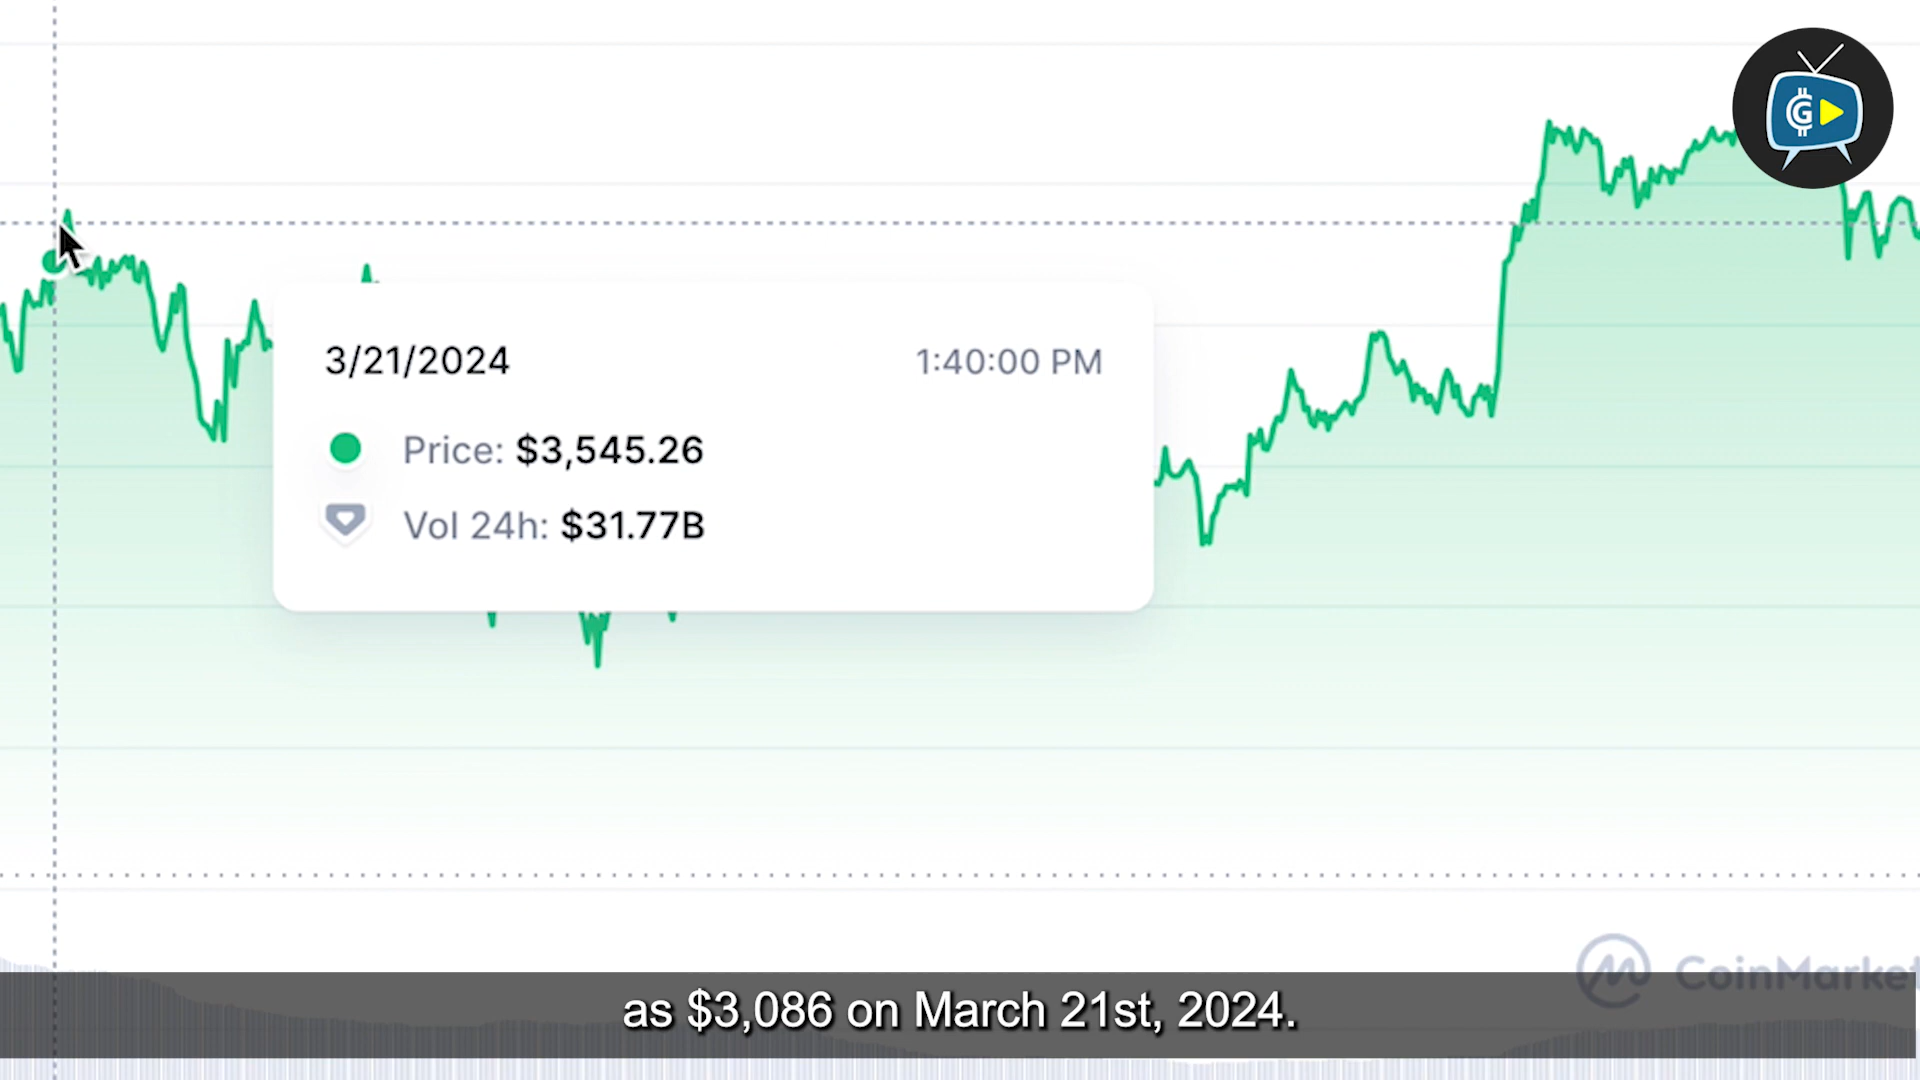 3/21/2024 1:40:00 PM
Price: $3,545.26
Vol 24h: $31.77B
CoinMarket
as $3,086 on March 21st, 2024.